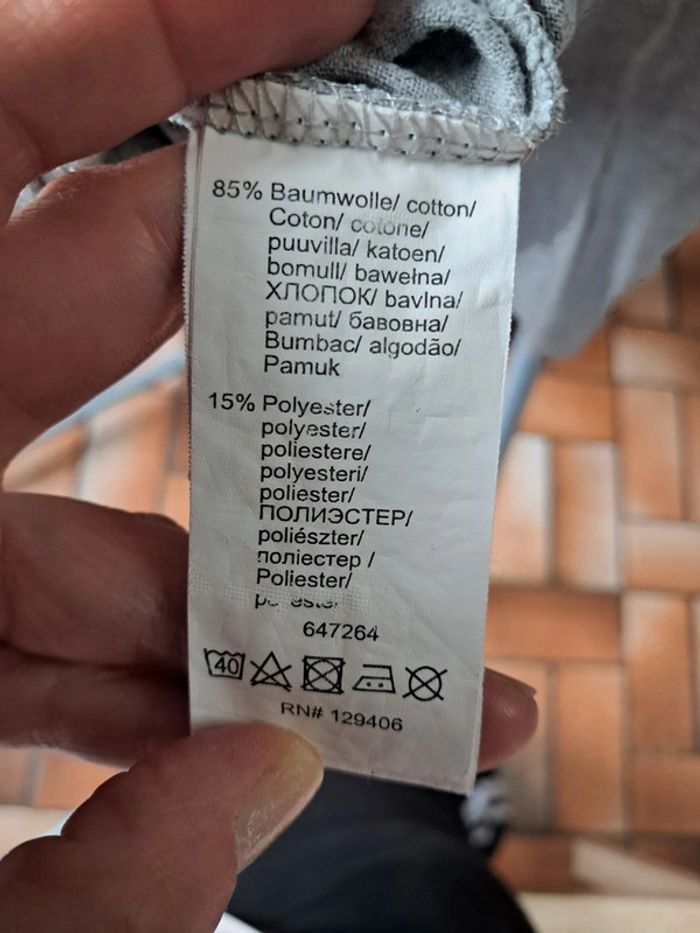 85% Baumwolle/ cotton/
Coton/ cotone/
puuvilla/ katoen/
bomull/ bawełna/
ХЛОПОК/ bavlna/
pamut/ бавовна/
Bumbac/ algodão/
Pamuk
15% Polyester/
polyester/
poliestere/
polyesteri/
poliester/
ПОЛИЭСТЕР/
poliészter/
поліестер /
Poliester/
647264
40
RN# 129406